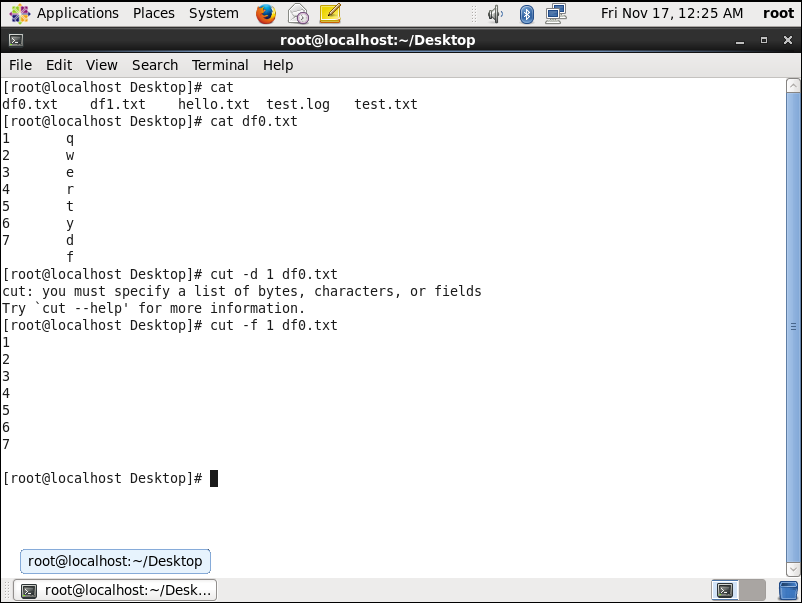 Applications Places System Fri Nov 17, 12:25 AM root
root@localhost:~/Desktop
File Edit View Search Terminal Help
[root@localhost Desktop]# cat
df0.txt df1.txt hello.txt test.log test.txt
[root@localhost Desktop]# cat df0.txt
1 q
2 w
3 e
4 r
5 t
6 y
7 d
f
[root@localhost Desktop]# cut -d 1 df0.txt
cut: you must specify a list of bytes, characters, or fields
Try `cut --help' for more information.
[root@localhost Desktop]# cut -f 1 df0.txt
1
2
3
4
5
6
7
[root@localhost Desktop]#
root@localhost:~/Desktop
root@localhost:~/Desk...